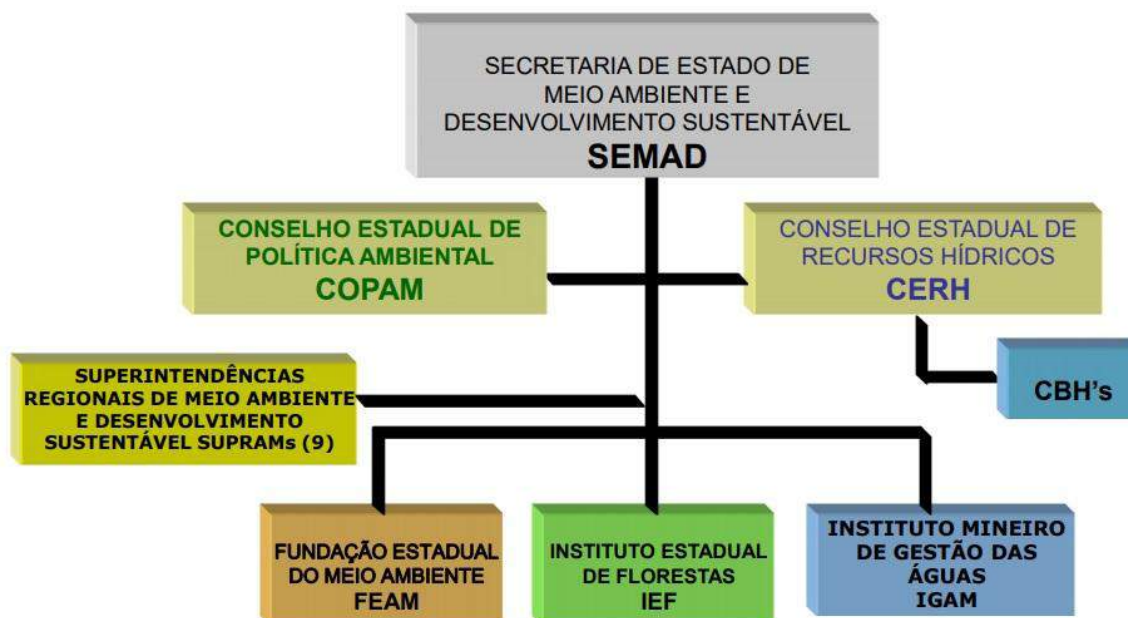 SECRETARIA DE ESTADO DE
MEIO AMBIENTE E
DESENVOLVIMENTO SUSTENTÁVEL
SEMAD
CONSELHO ESTADUAL DE
POLÍTICA AMBIENTAL
COPAM
CONSELHO ESTADUAL DE
RECURSOS HÍDRICOS
CERH
SUPERINTENDÊNCIAS
REGIONAIS DE MEIO AMBIENTE
E DESENVOLVIMENTO
SUSTENTÁVEL SUPRAMs (9)
CBH's
FUNDAÇÃO ESTADUAL
DO MEIO AMBIENTE
FEAM
INSTITUTO ESTADUAL
DE FLORESTAS
IEF
INSTITUTO MINEIRO
DE GESTÃO DAS
ÁGUAS
IGAM